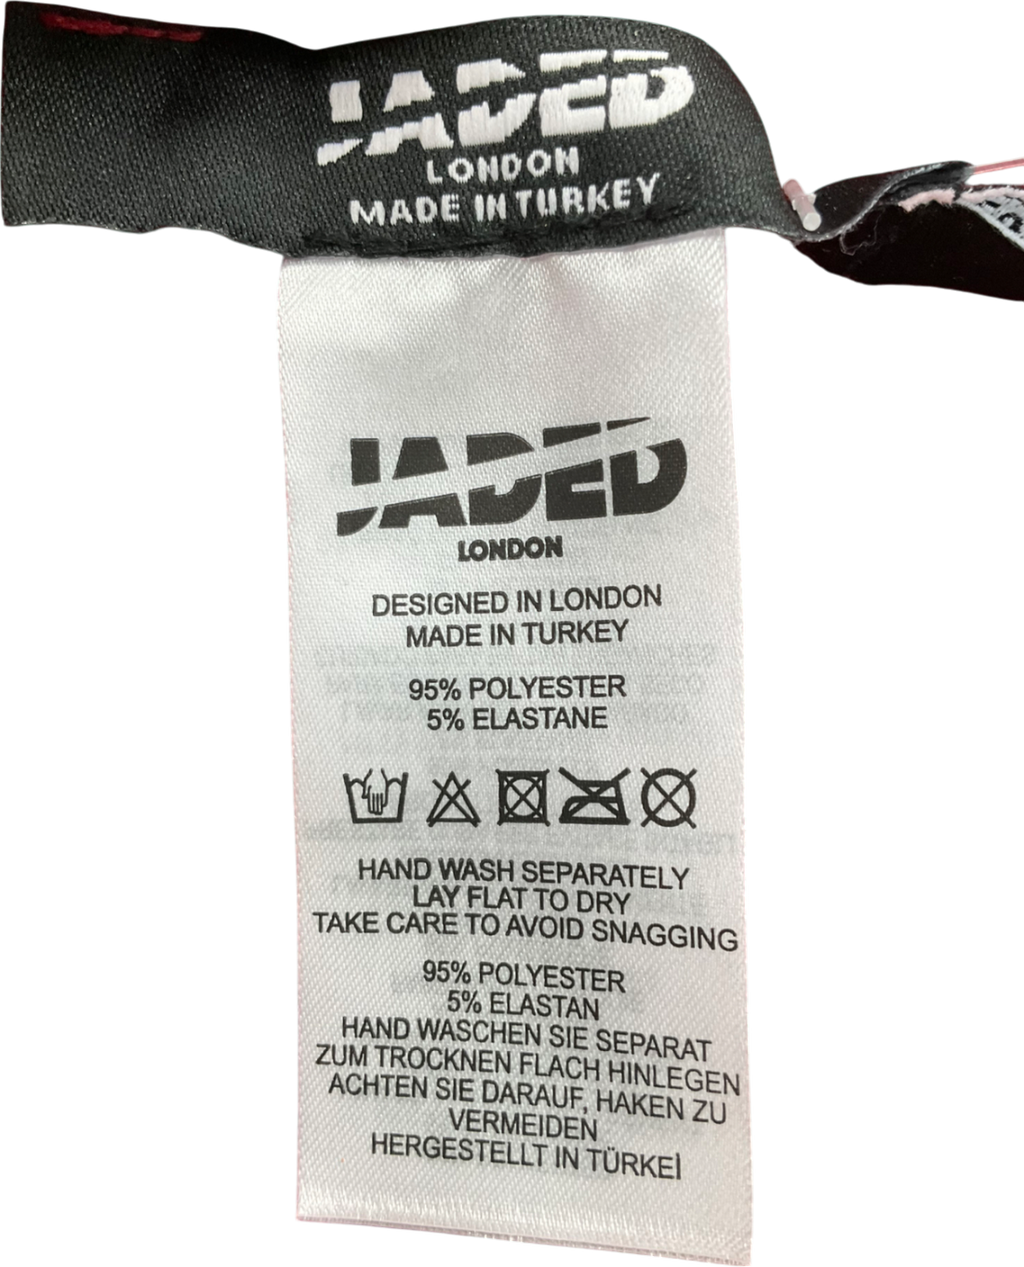 JADED
LONDON
MADE IN TURKEY
JADED
LONDON
DESIGNED IN LONDON
MADE IN TURKEY
95% POLYESTER
5% ELASTANE
HAND WASH SEPARATELY
LAY FLAT TO DRY
TAKE CARE TO AVOID SNAGGING
95% POLYESTER
5% ELASTAN
HAND WASCHEN SIE SEPARAT
ZUM TROCKNEN FLACH HINLEGEN
ACHTEN SIE DARAUF, HAKEN ZU
VERMEIDEN
HERGESTELLT IN TÜRKEİ